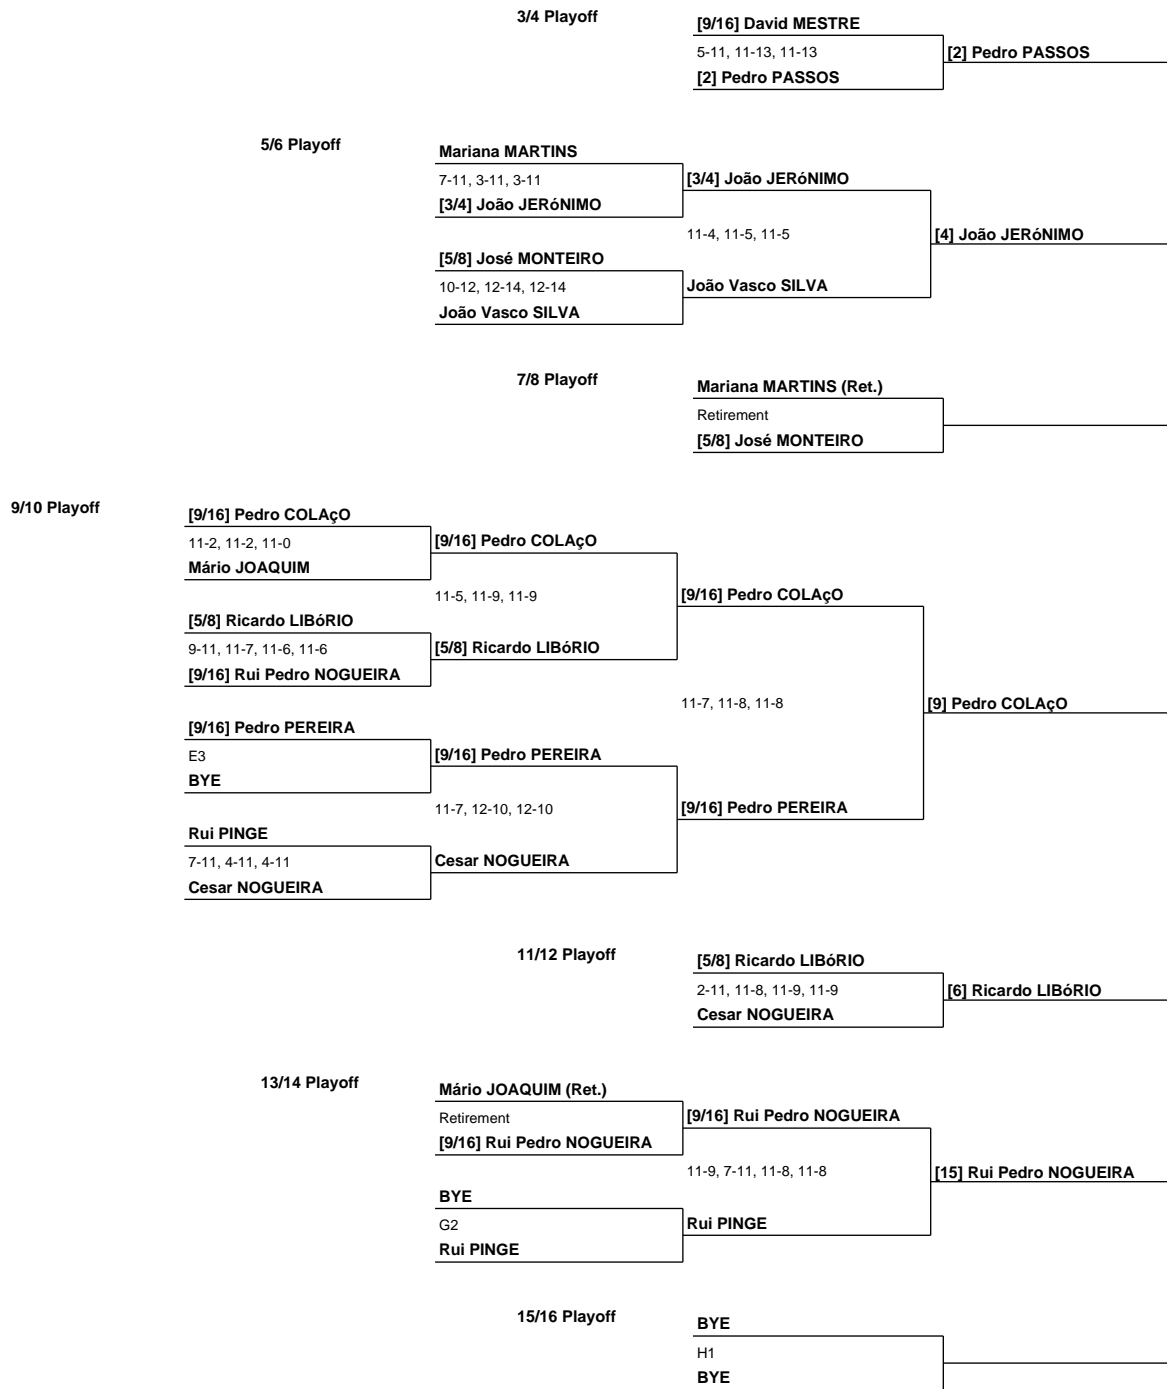 3/4 Playoff
[9/16] David MESTRE
5-11, 11-13, 11-13
[2] Pedro PASSOS
[2] Pedro PASSOS
5/6 Playoff
Mariana MARTINS
7-11, 3-11, 3-11
[3/4] João JERóNIMO
[3/4] João JERóNIMO
11-4, 11-5, 11-5
[4] João JERóNIMO
[5/8] José MONTEIRO
10-12, 12-14, 12-14
João Vasco SILVA
João Vasco SILVA
7/8 Playoff
Mariana MARTINS (Ret.)
Retirement
[5/8] José MONTEIRO
9/10 Playoff
[9/16] Pedro COLAçO
11-2, 11-2, 11-0
[9/16] Pedro COLAçO
Mário JOAQUIM
11-5, 11-9, 11-9
[9/16] Pedro COLAçO
[5/8] Ricardo LIBóRIO
9-11, 11-7, 11-6, 11-6
[5/8] Ricardo LIBóRIO
[9/16] Rui Pedro NOGUEIRA
11-7, 11-8, 11-8
[9] Pedro COLAçO
[9/16] Pedro PEREIRA
E3
[9/16] Pedro PEREIRA
BYE
11-7, 12-10, 12-10
[9/16] Pedro PEREIRA
Rui PINGE
7-11, 4-11, 4-11
Cesar NOGUEIRA
Cesar NOGUEIRA
11/12 Playoff
[5/8] Ricardo LIBóRIO
2-11, 11-8, 11-9, 11-9
[6] Ricardo LIBóRIO
Cesar NOGUEIRA
13/14 Playoff
Mário JOAQUIM (Ret.)
Retirement
[9/16] Rui Pedro NOGUEIRA
[9/16] Rui Pedro NOGUEIRA
11-9, 7-11, 11-8, 11-8
[15] Rui Pedro NOGUEIRA
BYE
G2
Rui PINGE
Rui PINGE
15/16 Playoff
BYE
H1
BYE